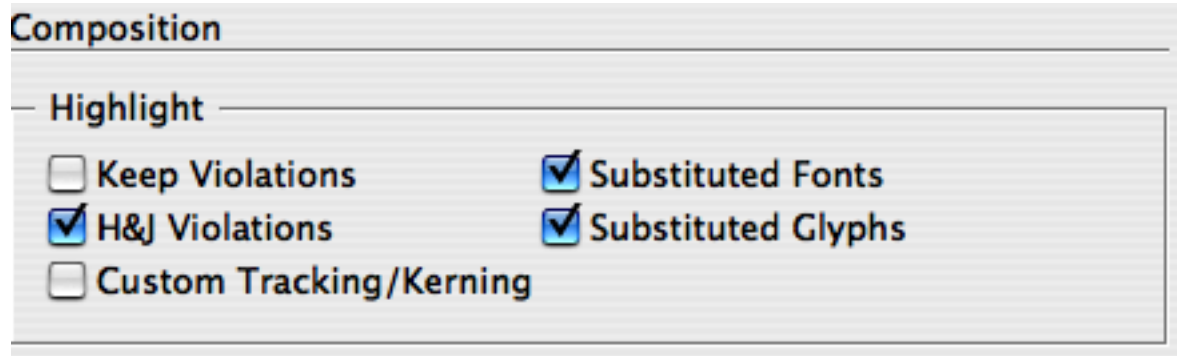 Composition
Highlight
Keep Violations
Substituted Fonts
H&J Violations
Substituted Glyphs
Custom Tracking/Kerning